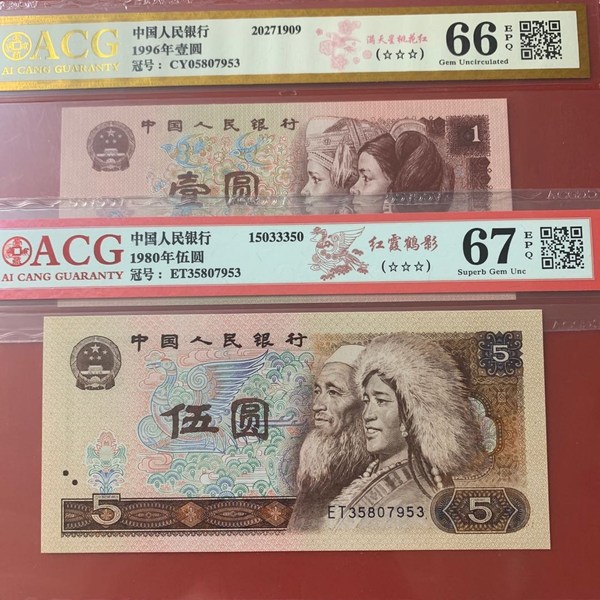 ACG
AI CANG GUARANTY
中国人民银行 20271909
1996年壹圆
冠号：CY05807953
满天星桃花红
(☆☆☆)
66 EPQ
Gem Uncirculated
中国人民银行
壹圆
1
ACG
AI CANG GUARANTY
中国人民银行 15033350
1980年伍圆
冠号：ET35807953
红霞鹤影
(☆☆☆)
67 EPQ
Superb Gem Unc
中国人民银行
伍圆
5
5
ET35807953
5